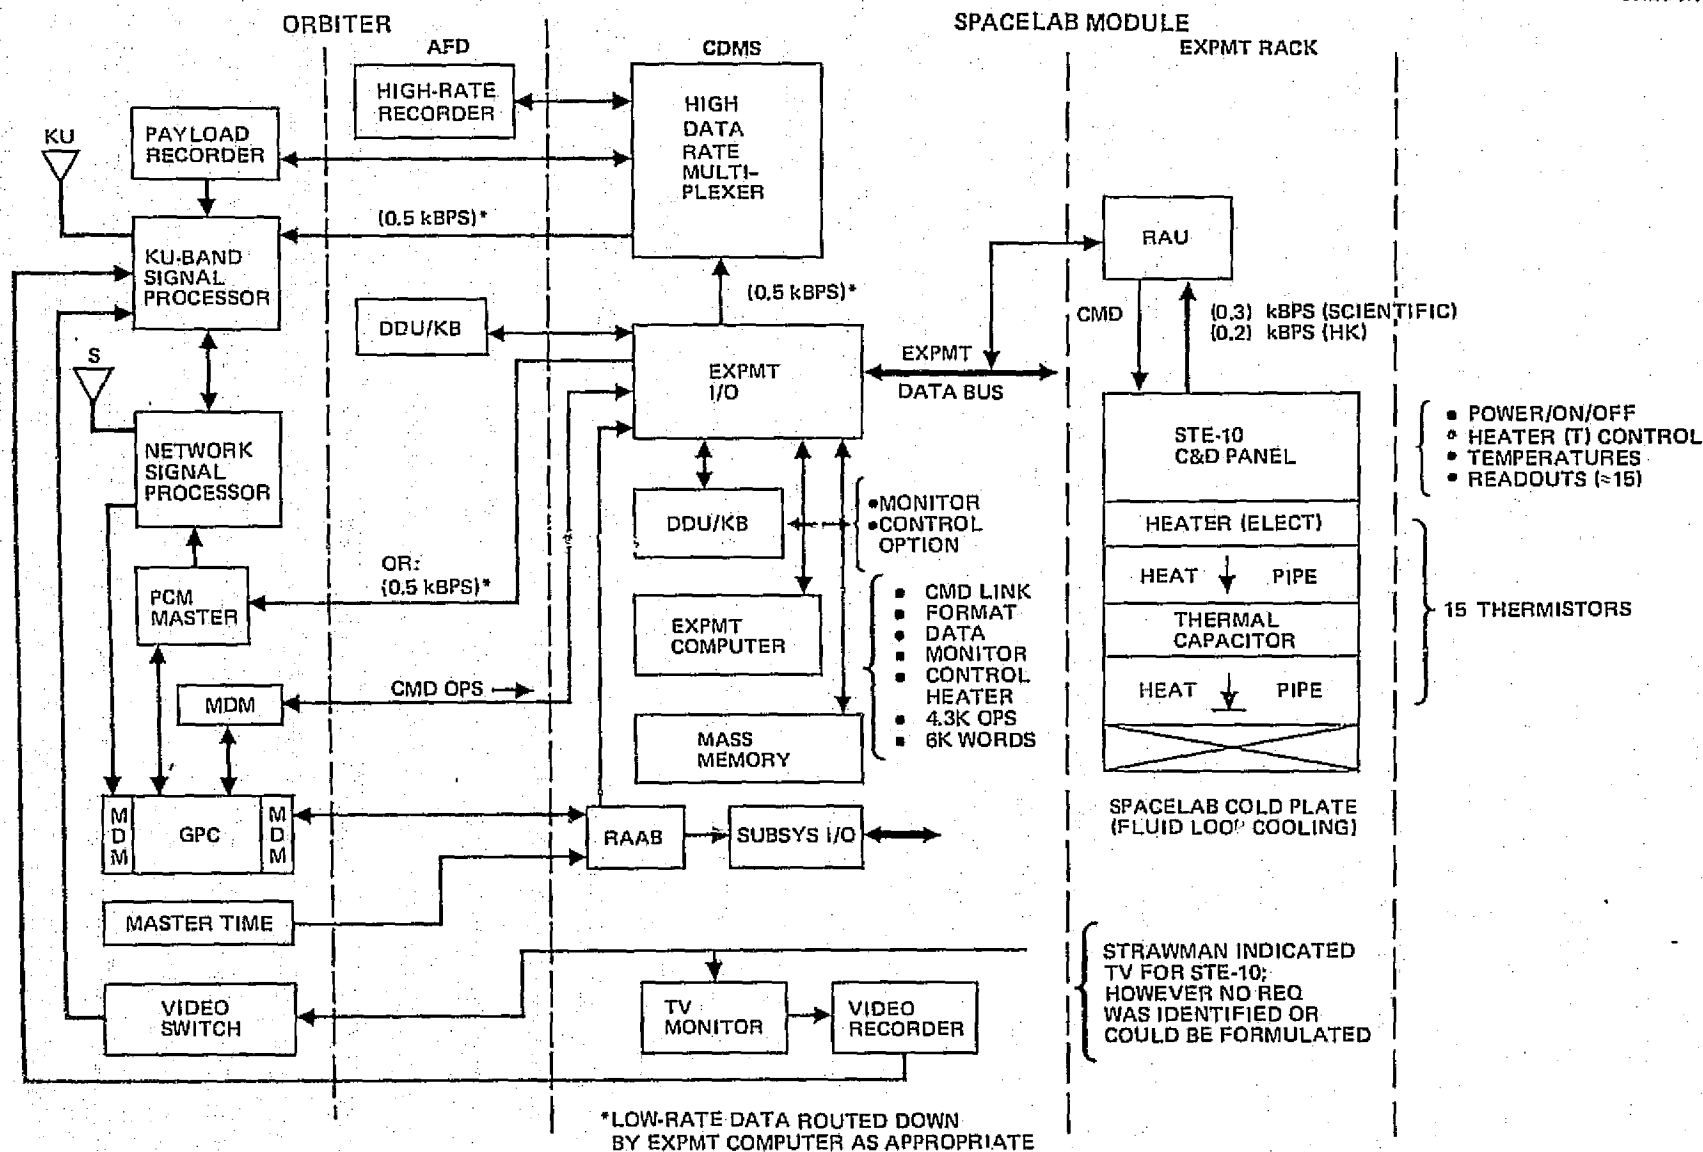 ORBITER
SPACELAB MODULE
AFD
CDMS
EXPMT RACK
HIGH-RATE
RECORDER
HIGH
DATA
RATE
MULTI-
PLEXER
KU
PAYLOAD
RECORDER
(0.5 kBPS)*
RAU
KU-BAND
SIGNAL
PROCESSOR
(0.5 kBPS)*
CMD
(0.3) kBPS (SCIENTIFIC)
(0.2) kBPS (HK)
DDU/KB
S
EXPMT
I/O
EXPMT
DATA BUS
STE-10
C&D PANEL
• POWER/ON/OFF
• HEATER (T) CONTROL
• TEMPERATURES
• READOUTS (≈15)
NETWORK
SIGNAL
PROCESSOR
DDU/KB
•MONITOR
•CONTROL
OPTION
HEATER (ELECT)
HEAT PIPE
THERMAL
CAPACITOR
HEAT PIPE
15 THERMISTORS
OR:
(0.5 kBPS)*
PCM
MASTER
EXPMT
COMPUTER
• CMD LINK
• FORMAT
• DATA
• MONITOR
• CONTROL
HEATER
• 4.3K OPS
• 6K WORDS
CMD OPS
MDM
MASS
MEMORY
MDM
GPC
MDM
RAAB
SUBSYS I/O
SPACELAB COLD PLATE
(FLUID LOOP COOLING)
MASTER TIME
VIDEO
SWITCH
TV
MONITOR
VIDEO
RECORDER
STRAWMAN INDICATED
TV FOR STE-10;
HOWEVER NO REQ
WAS IDENTIFIED OR
COULD BE FORMULATED
*LOW-RATE DATA ROUTED DOWN
BY EXPMT COMPUTER AS APPROPRIATE